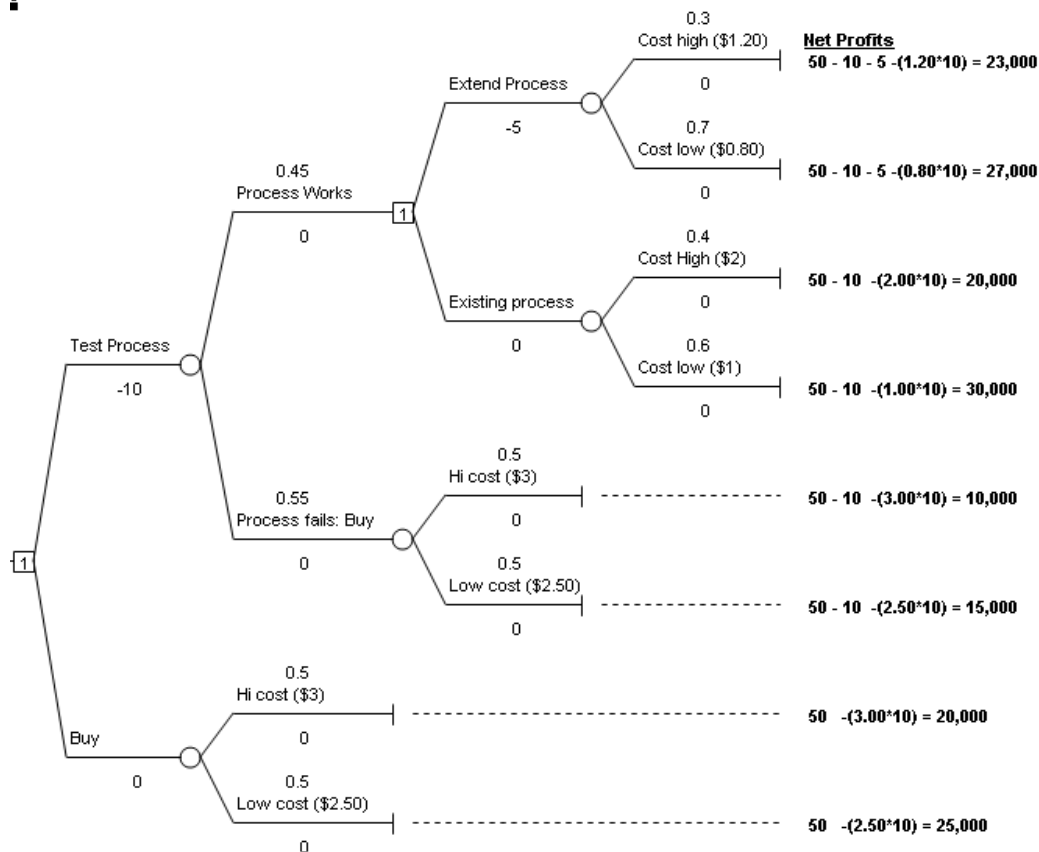 0.3
Cost high ($1.20)
Net Profits
50 - 10 - 5 -(1.20*10) = 23,000
0
Extend Process
-5
0.7
Cost low ($0.80)
50 - 10 - 5 -(0.80*10) = 27,000
0
0.45
Process Works
0
1
0.4
Cost High ($2)
50 - 10 -(2.00*10) = 20,000
0
Existing process
0
0.6
Cost low ($1)
50 - 10 -(1.00*10) = 30,000
0
Test Process
-10
0.5
Hi cost ($3)
50 - 10 -(3.00*10) = 10,000
0
0.55
Process fails: Buy
0
0.5
Low cost ($2.50)
50 - 10 -(2.50*10) = 15,000
0
1
0.5
Hi cost ($3)
50 -(3.00*10) = 20,000
0
Buy
0
0.5
Low cost ($2.50)
50 -(2.50*10) = 25,000
0